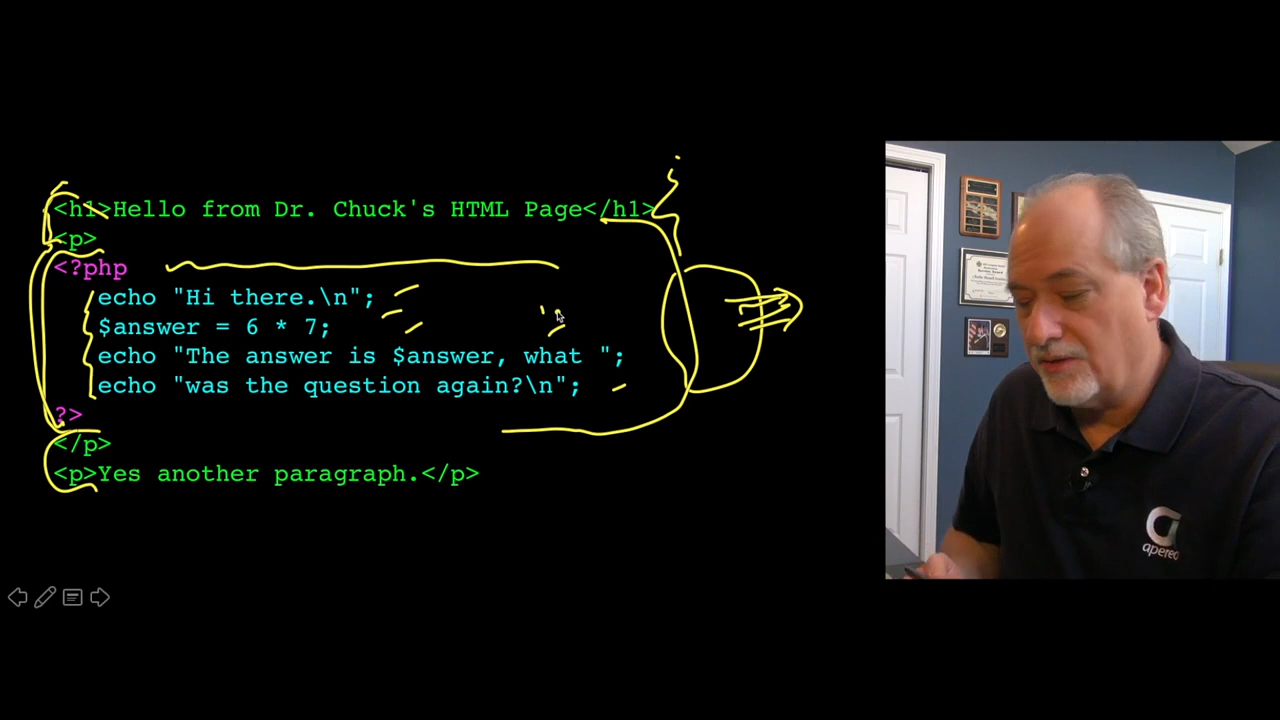 <h1>Hello from Dr. Chuck's HTML Page</h1>
<p>
<?php
echo "Hi there.\n";
$answer = 6 * 7;
echo "The answer is $answer, what ";
echo "was the question again?\n";
?>
</p>
<p>Yes another paragraph.</p>
apereo